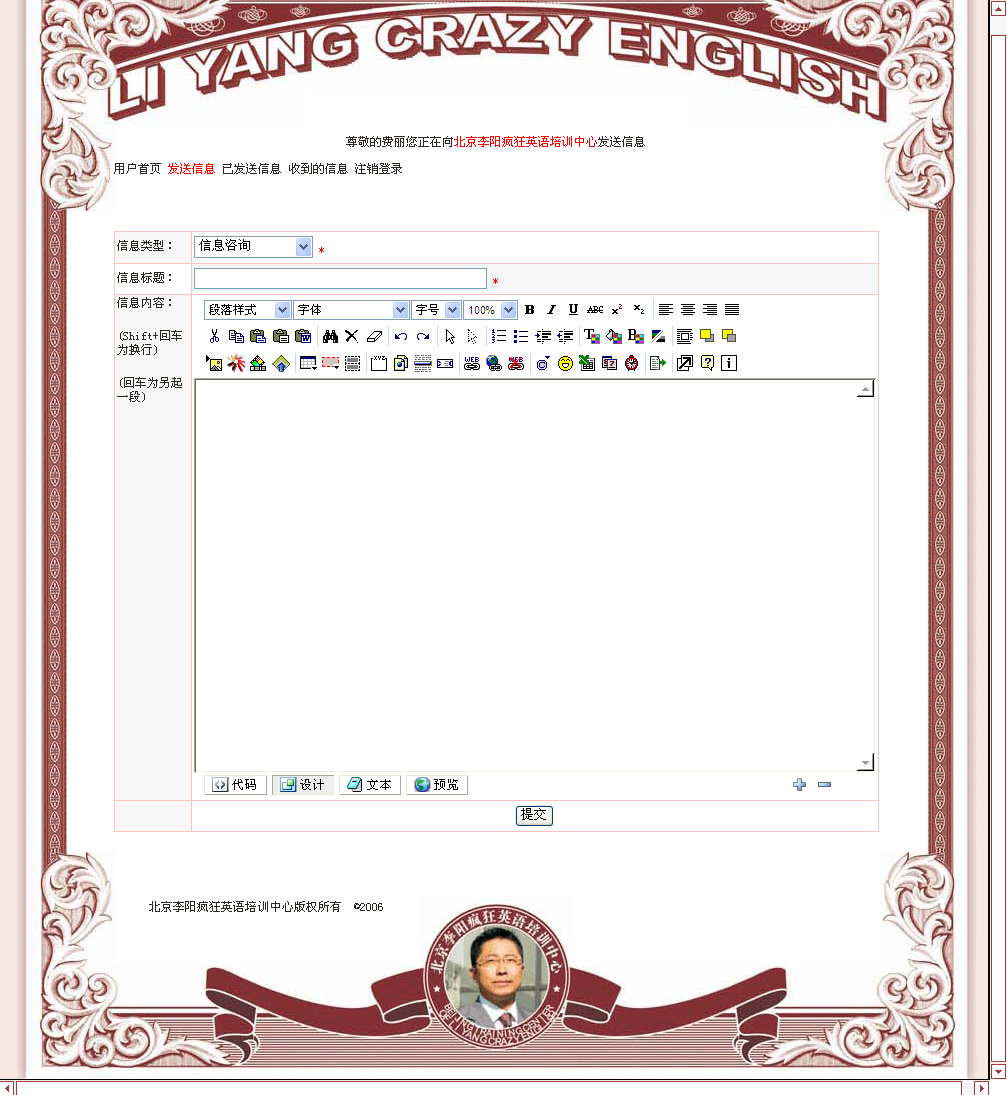 LI YANG CRAZY ENGLISH
尊敬的费丽您正在向北京李阳疯狂英语培训中心发送信息
用户首页 发送信息 已发送信息 收到的信息 注销登录
信息类型： 信息咨询 *
信息标题： *
信息内容：
(Shift+回车为换行)
(回车为另起一段)
段落样式 字体 字号 100% B I U ABC x² x₂
代码 设计 文本 预览
提交
北京李阳疯狂英语培训中心版权所有 ©2006
北京李阳疯狂英语培训中心
BEIJING TRAINING CENTER
OF LI YANG CRAZY ENGLISH